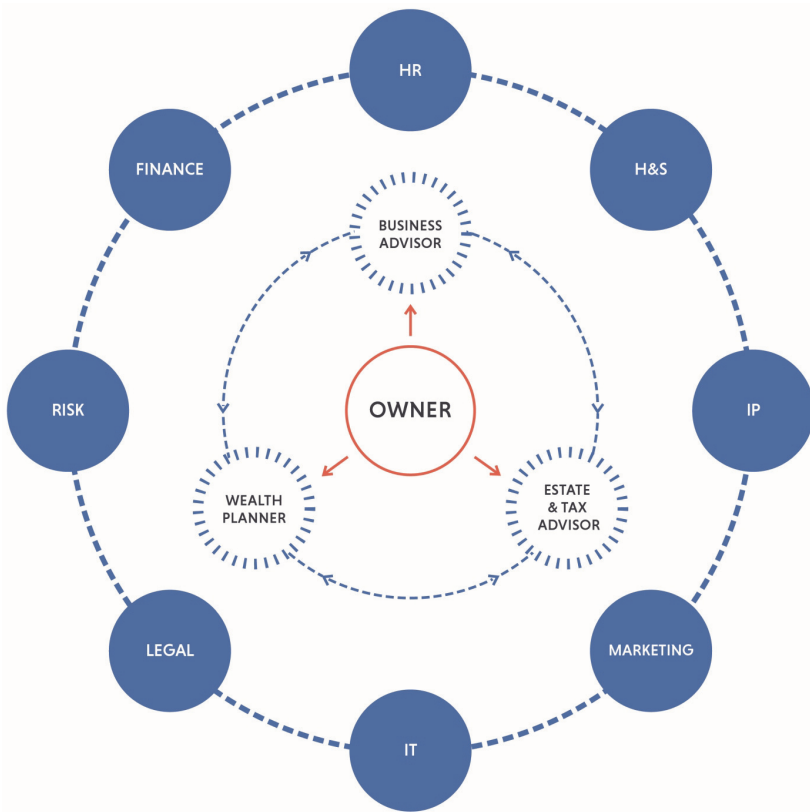 HR
FINANCE
H&S
BUSINESS
ADVISOR
RISK
OWNER
IP
WEALTH
PLANNER
ESTATE
& TAX
ADVISOR
LEGAL
MARKETING
IT